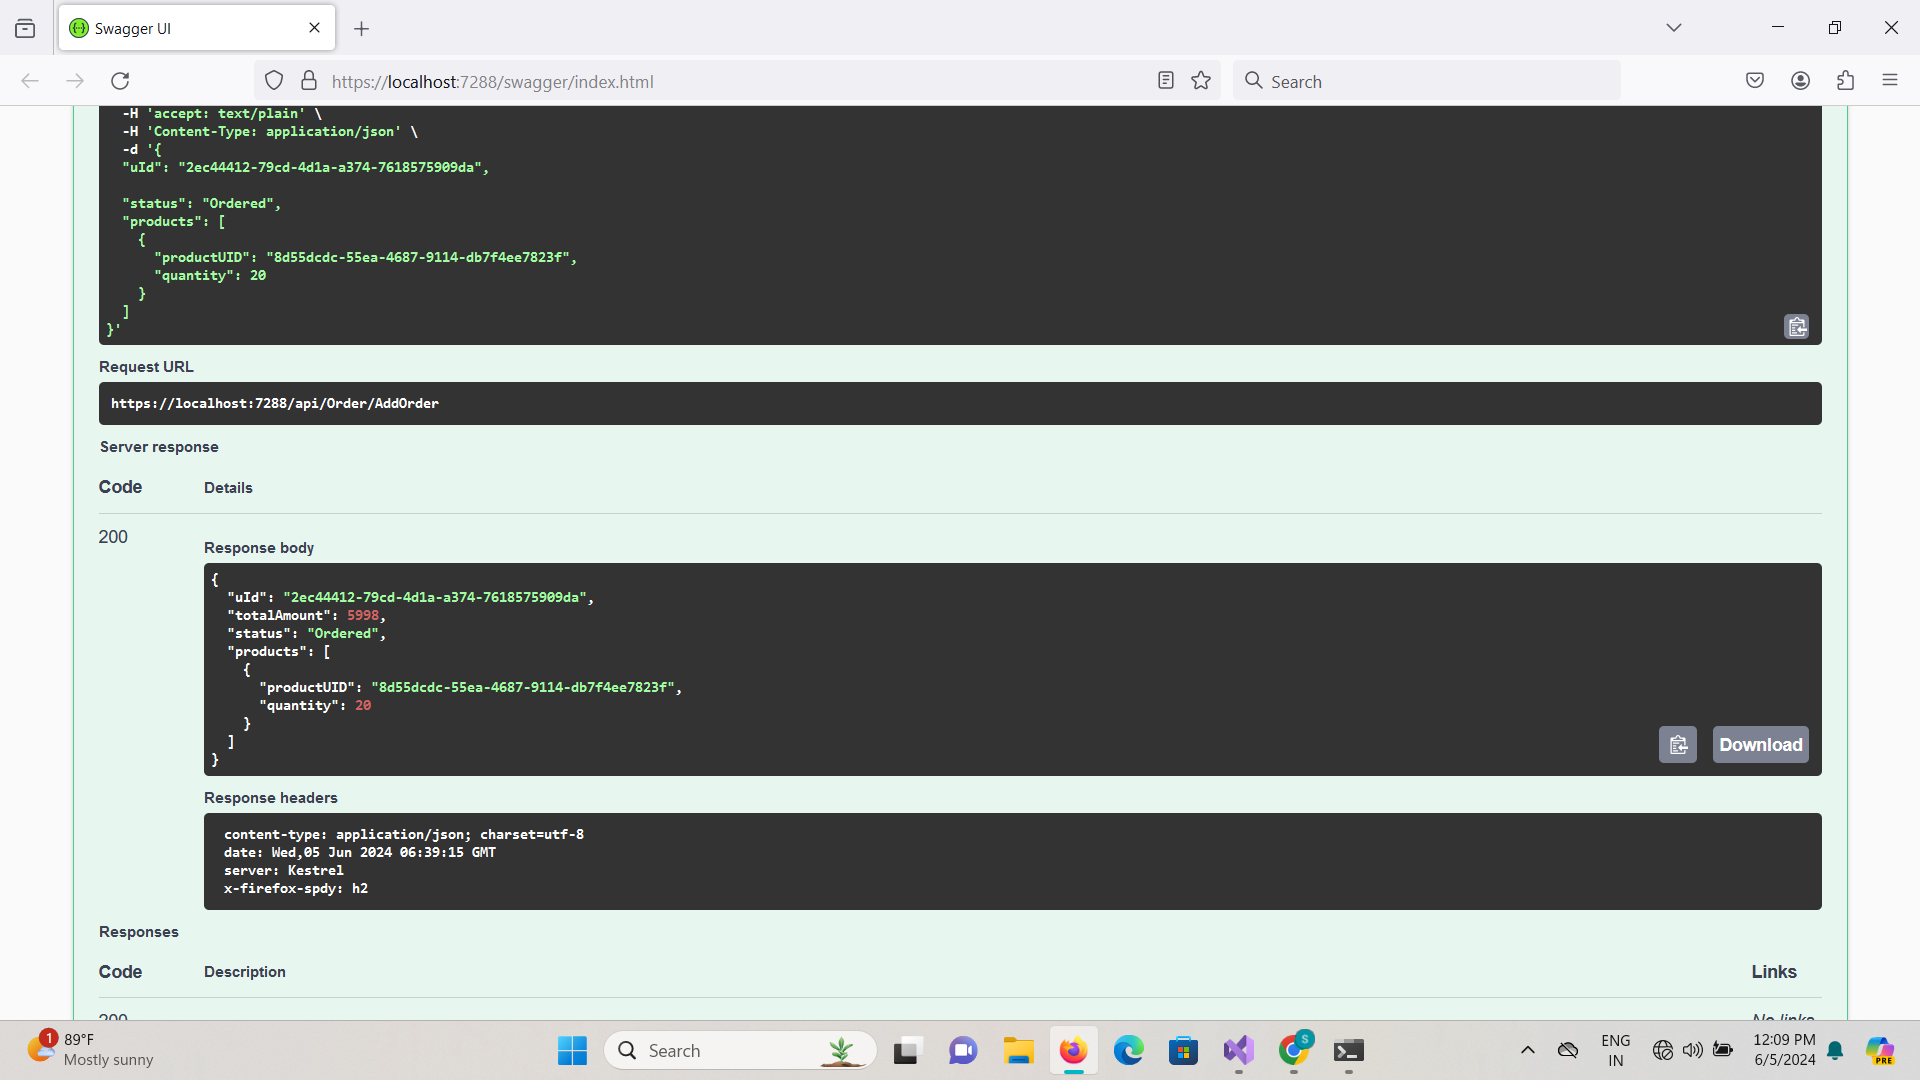 Swagger UI
https://localhost:7288/swagger/index.html
Search
-H 'accept: text/plain' \
-H 'Content-Type: application/json' \
-d '{
"uId": "2ec44412-79cd-4d1a-a374-7618575909da",
"status": "Ordered",
"products": [
{
"productUID": "8d55dcdc-55ea-4687-9114-db7f4ee7823f",
"quantity": 20
}
]
}'
Request URL
https://localhost:7288/api/Order/AddOrder
Server response
Code
Details
200
Response body
{
"uId": "2ec44412-79cd-4d1a-a374-7618575909da",
"totalAmount": 5998,
"status": "Ordered",
"products": [
{
"productUID": "8d55dcdc-55ea-4687-9114-db7f4ee7823f",
"quantity": 20
}
]
}
Download
Response headers
content-type: application/json; charset=utf-8
date: Wed,05 Jun 2024 06:39:15 GMT
server: Kestrel
x-firefox-spdy: h2
Responses
Code
Description
Links
200
No links
1
89°F
Mostly sunny
Search
S
ENG
IN
12:09 PM
6/5/2024
PRE